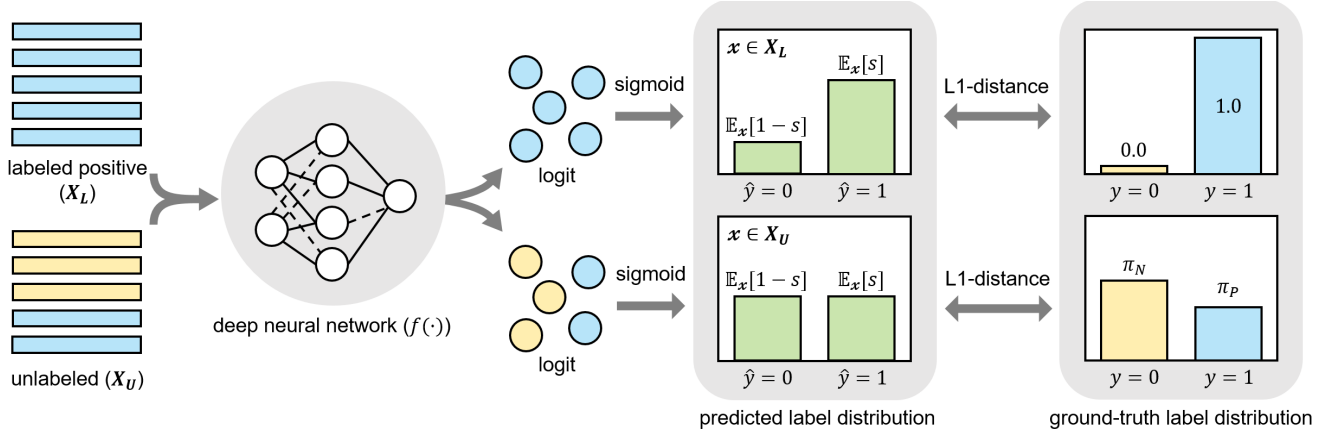 labeled positive
(𝑿_𝑳)
unlabeled (𝑿_𝑼)
deep neural network (𝑓(·))
logit
logit
sigmoid
sigmoid
𝒙 ∈ 𝑿_𝑳
𝔼_𝒙[1 − 𝑠]
𝔼_𝒙[𝑠]
ŷ = 0 ŷ = 1
𝒙 ∈ 𝑿_𝑼
𝔼_𝒙[1 − 𝑠] 𝔼_𝒙[𝑠]
ŷ = 0 ŷ = 1
predicted label distribution
L1-distance
L1-distance
0.0
1.0
𝑦 = 0 𝑦 = 1
𝜋_𝑁
𝜋_𝑃
𝑦 = 0 𝑦 = 1
ground-truth label distribution